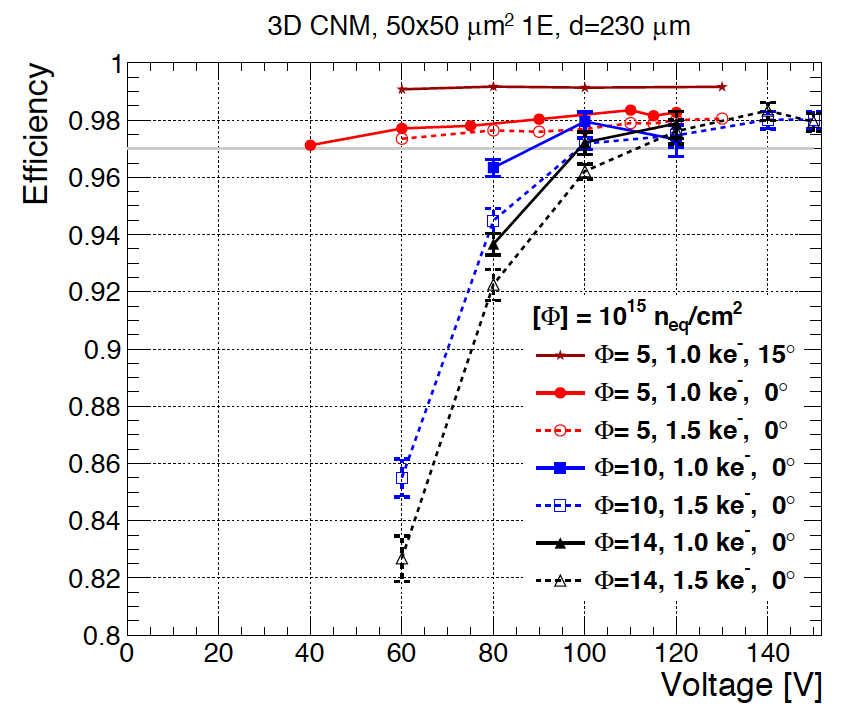 3D CNM, 50x50 μm² 1E, d=230 μm
Efficiency
1
0.98
0.96
0.94
0.92
0.9
0.88
0.86
0.84
0.82
0.8
[Φ] = 10¹⁵ n_eq/cm²
Φ= 5, 1.0 ke⁻, 15°
Φ= 5, 1.0 ke⁻, 0°
Φ= 5, 1.5 ke⁻, 0°
Φ=10, 1.0 ke⁻, 0°
Φ=10, 1.5 ke⁻, 0°
Φ=14, 1.0 ke⁻, 0°
Φ=14, 1.5 ke⁻, 0°
0 20 40 60 80 100 120 140
Voltage [V]